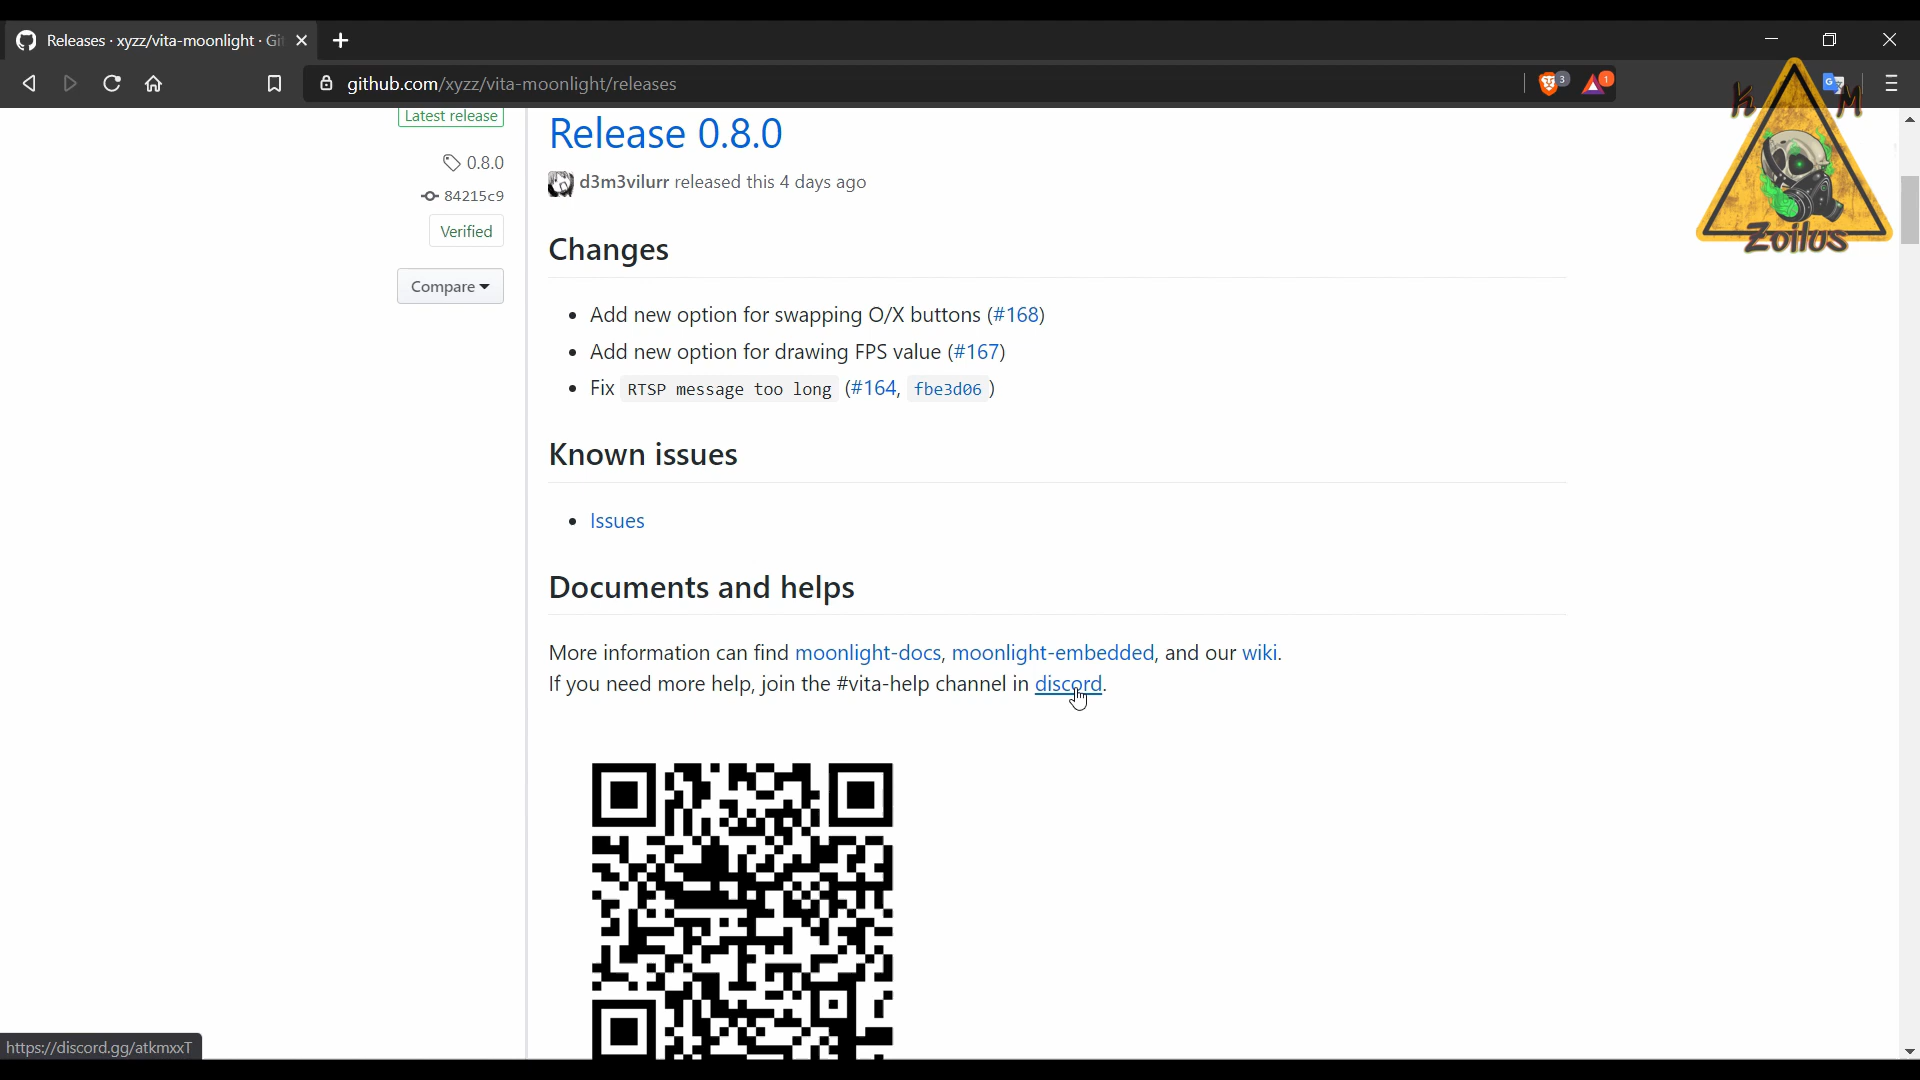 Releases · xyzz/vita-moonlight · Gi
github.com/xyzz/vita-moonlight/releases
3
1
K M
Zoilus
Latest release
0.8.0
84215c9
Verified
Compare
Release 0.8.0
d3m3vilurr released this 4 days ago
Changes
Add new option for swapping O/X buttons (#168)
Add new option for drawing FPS value (#167)
Fix RTSP message too long (#164, fbe3d06 )
Known issues
Issues
Documents and helps
More information can find moonlight-docs, moonlight-embedded, and our wiki.
If you need more help, join the #vita-help channel in discord.
https://discord.gg/atkmxxT